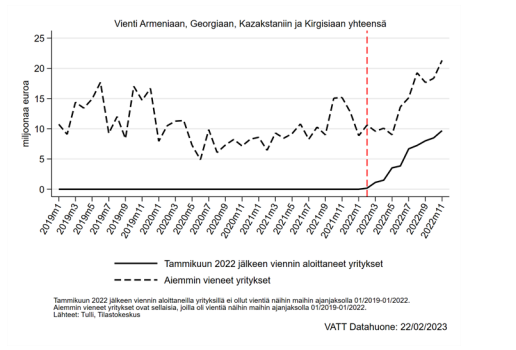 Vienti Armeniaan, Georgiaan, Kazakstaniin ja Kirgisiaan yhteensä
miljoonaa euroa
25
20
15
10
5
0
2019m1
2019m3
2019m5
2019m7
2019m9
2019m11
2020m1
2020m3
2020m5
2020m7
2020m9
2020m11
2021m1
2021m3
2021m5
2021m7
2021m9
2021m11
2022m1
2022m3
2022m5
2022m7
2022m9
2022m11
Tammikuun 2022 jälkeen viennin aloittaneet yritykset
Aiemmin vieneet yritykset
Tammikuun 2022 jälkeen viennin aloittaneilla yrityksillä ei ollut vientiä näihin maihin ajanjaksolla 01/2019-01/2022.
Aiemmin vieneet yritykset ovat sellaisia, joilla oli vientiä näihin maihin ajanjaksolla 01/2019-01/2022.
Lähteet: Tulli, Tilastokeskus
VATT Datahuone: 22/02/2023